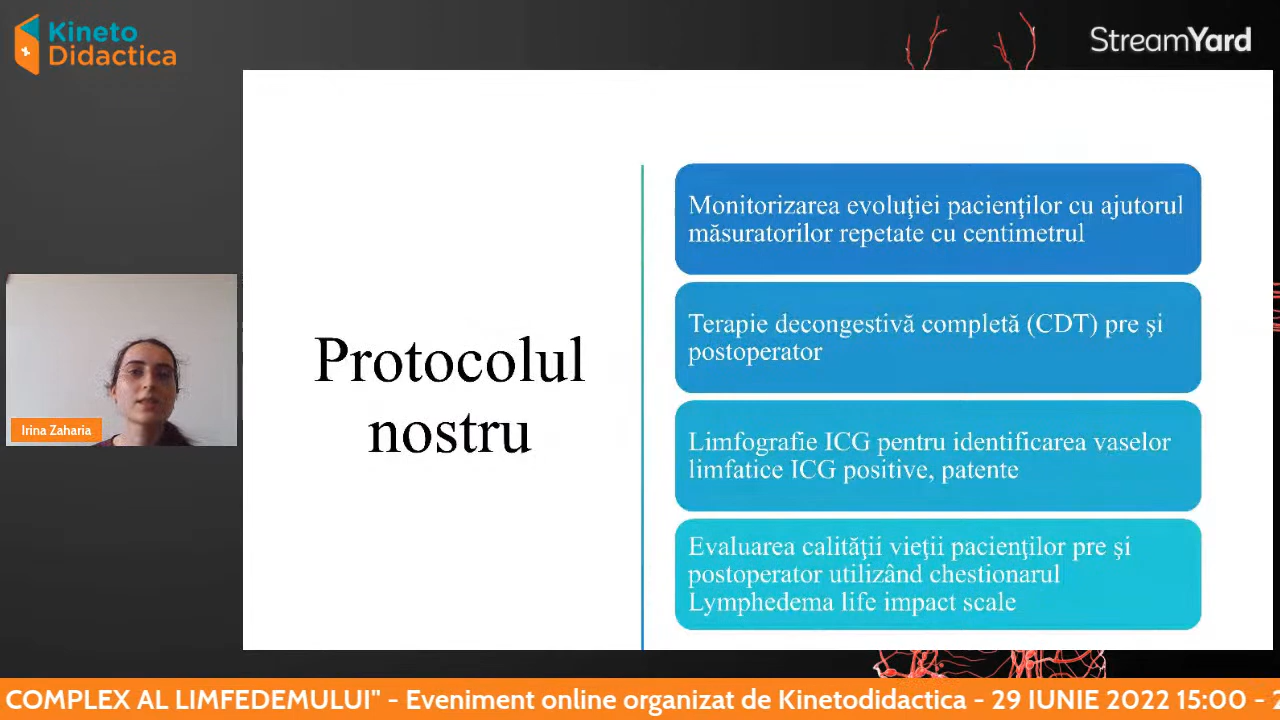 Kineto
Didactica
StreamYard
Protocolul
nostru
Monitorizarea evoluţiei pacienţilor cu ajutorul
măsuratorilor repetate cu centimetrul
Terapie decongestivă completă (CDT) pre şi
postoperator
Limfografie ICG pentru identificarea vaselor
limfatice ICG positive, patente
Evaluarea calităţii vieţii pacienţilor pre şi
postoperator utilizând chestionarul
Lymphedema life impact scale
Irina Zaharia
COMPLEX AL LIMFEDEMULUI" - Eveniment online organizat de Kinetodidactica - 29 IUNIE 2022 15:00 - 2